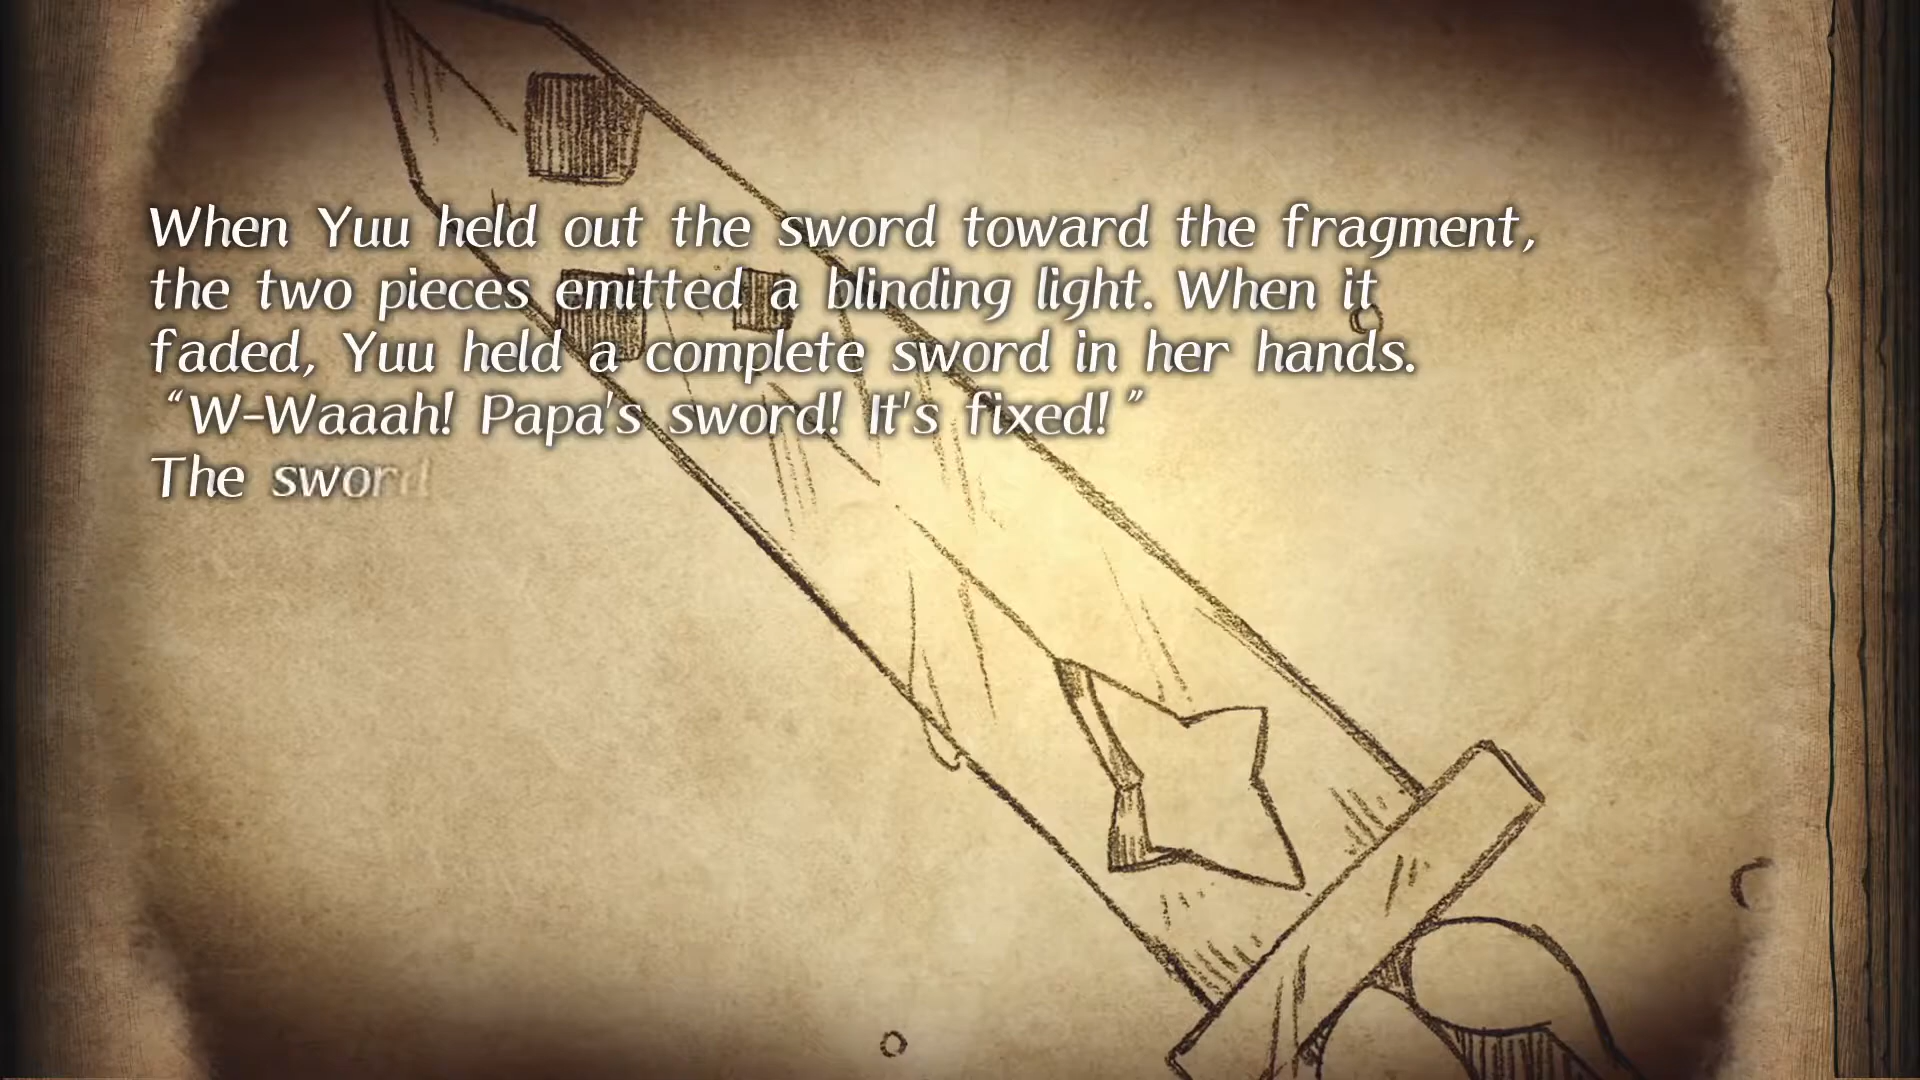 When Yuu held out the sword toward the fragment,
the two pieces emitted a blinding light. When it
faded, Yuu held a complete sword in her hands.
“W-Waaah! Papa's sword! It's fixed!”
The sword